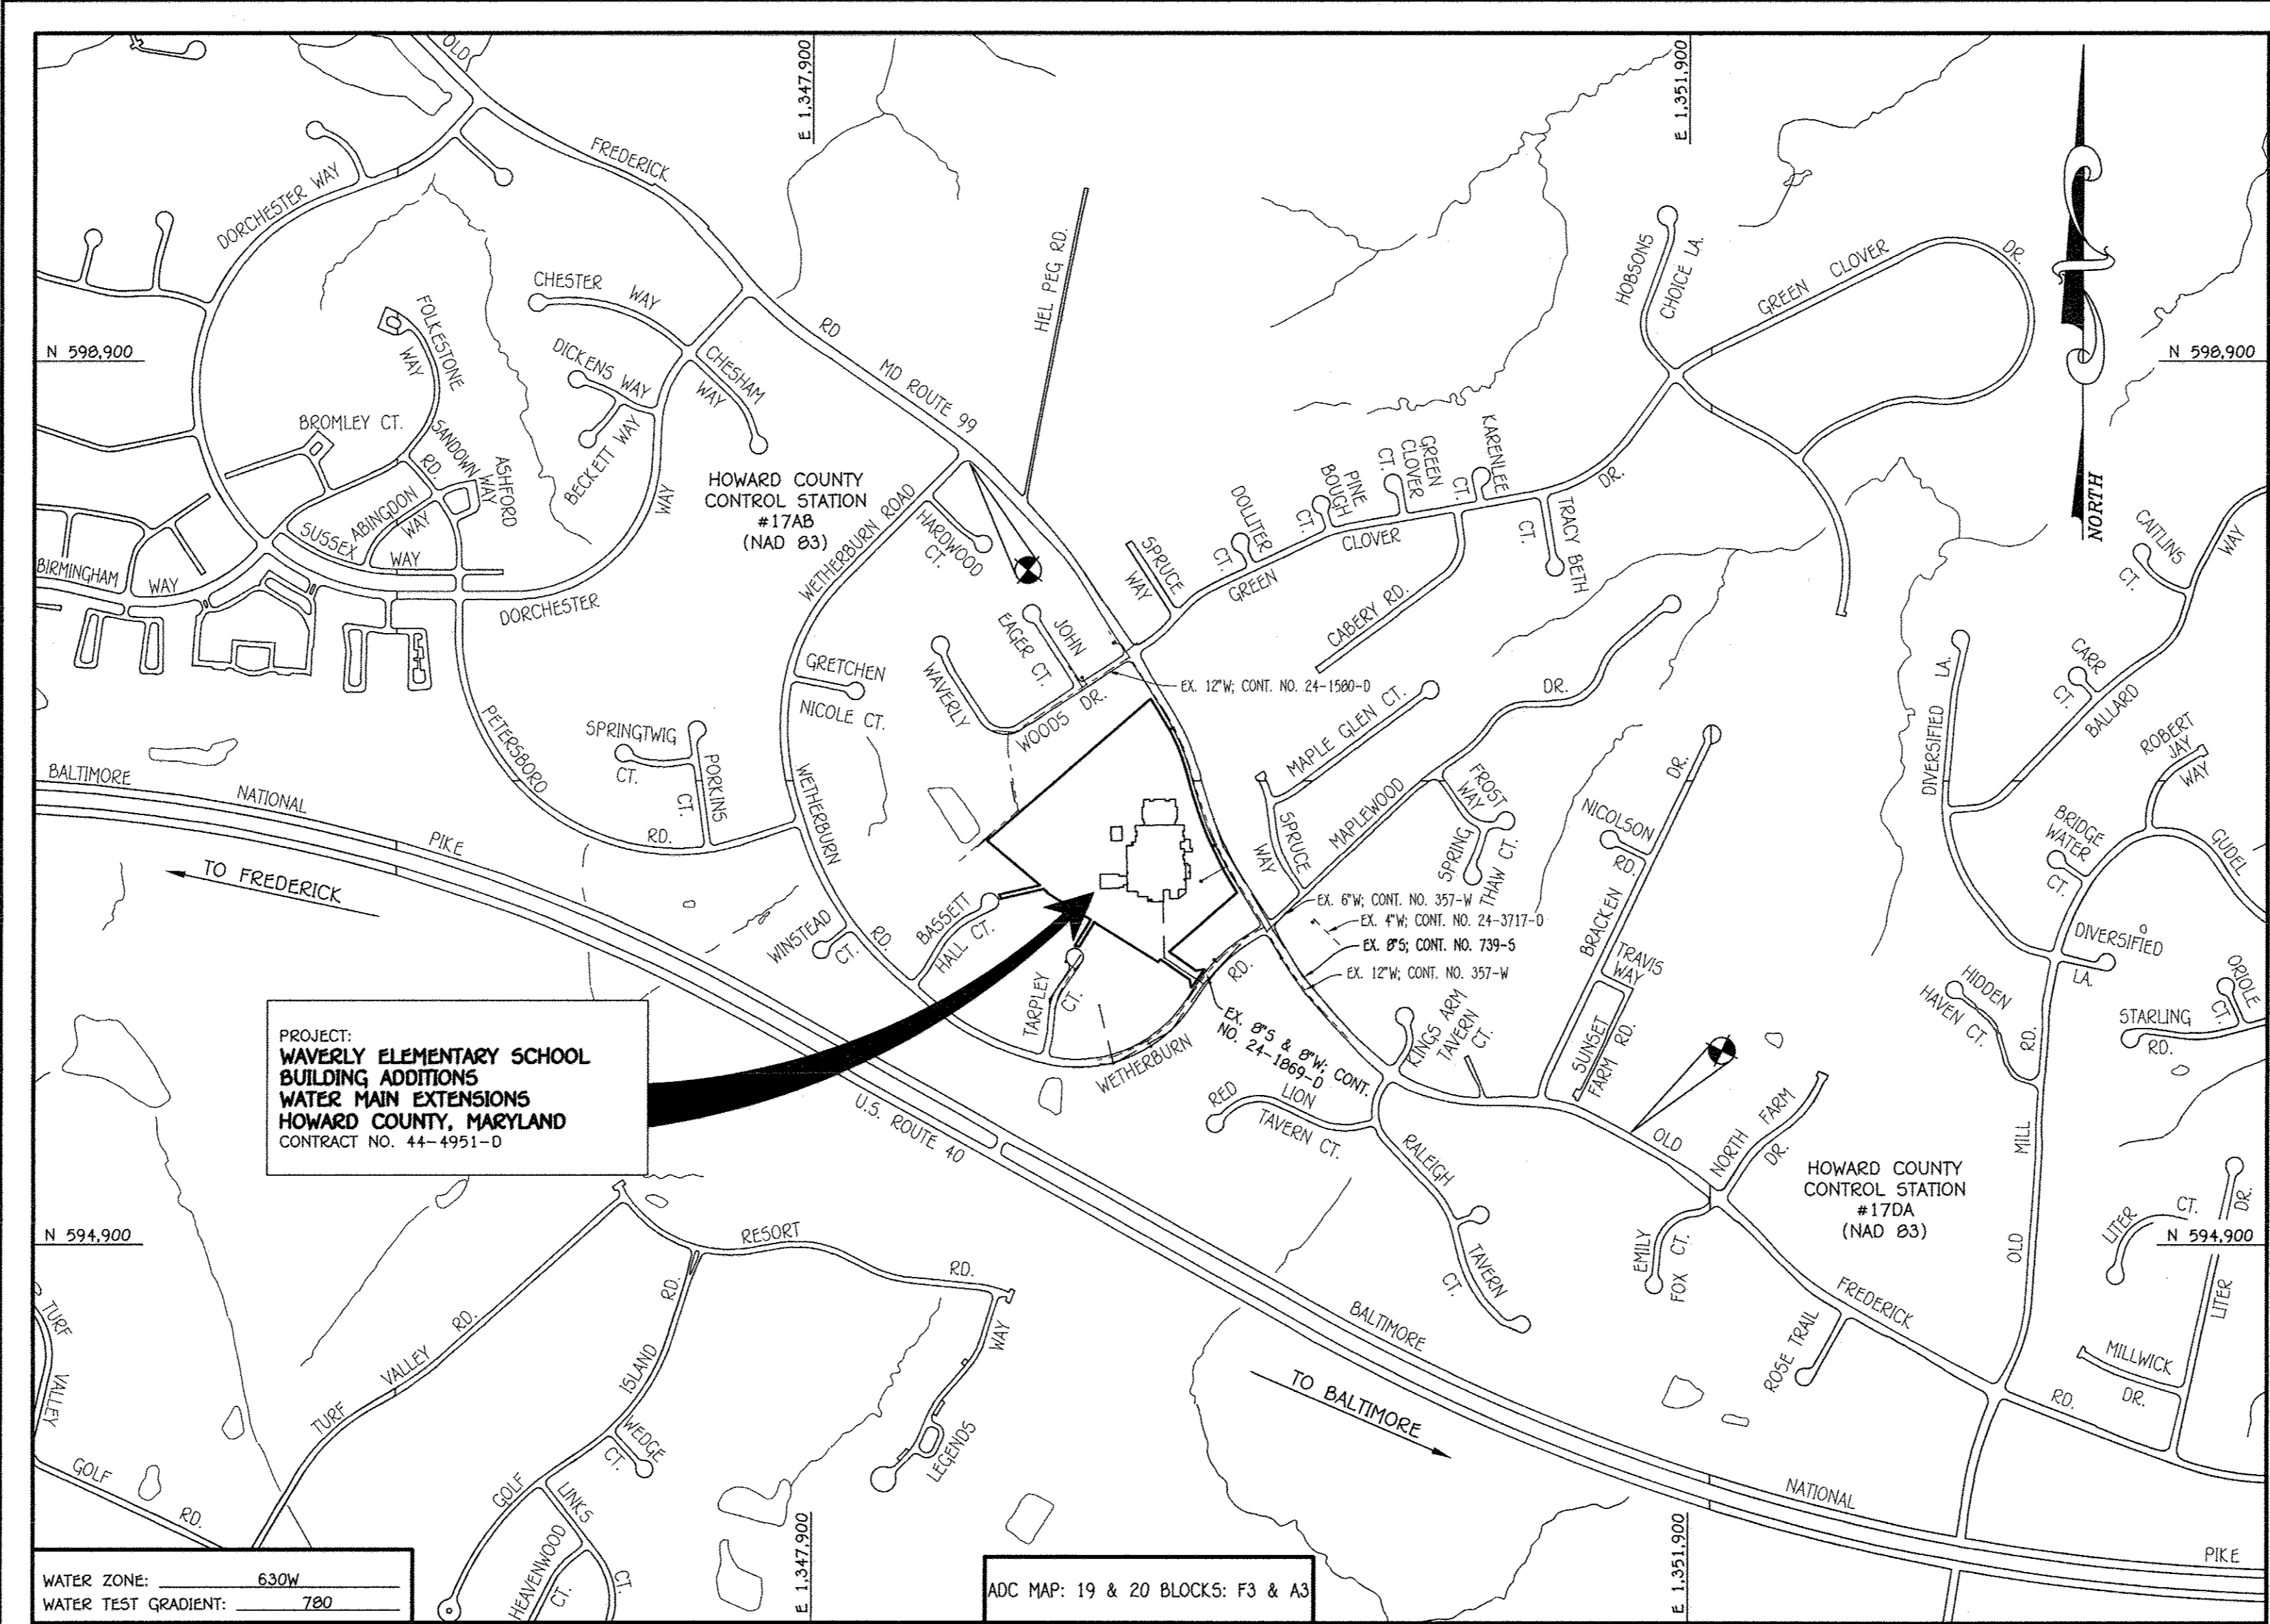 OLD
E 1,347,900
E 1,351,900
FREDERICK
DORCHESTER WAY
HEL PEG RD.
HOBSONS
CHOICE LA.
GREEN CLOVER
DR.
CHESTER WAY
FOLKESTONE
WAY
N 598,900
RD
N 598,900
DICKENS WAY
CHESHAM
WAY
MD ROUTE 99
BROMLEY CT.
SANDOWN
RD.
ASHFORD
WAY
BECKETT WAY
WAY
HOWARD COUNTY
CONTROL STATION
#17AB
(NAD 83)
WETHERBURN ROAD
HARDWOOD
CT.
KARENLEE
CT.
GREEN
CLOVER
CT.
PINE
BOUGH
CT.
DOLLITER
CT.
DR.
TRACY BETH
CT.
CLOVER
GREEN
SPRUCE
WAY
CABERY RD.
NORTH
CAITLINS
CT.
WAY
ABINGDON
WAY
SUSSEX
WAY
BIRMINGHAM
WAY
DORCHESTER
JOHN
EAGER CT.
WAVERLY
WOODS DR.
GRETCHEN
NICOLE CT.
EX. 12"W; CONT. NO. 24-1580-D
DR.
MAPLE GLEN CT.
MAPLEWOOD
DIVERSIFIED
LA.
CARR
CT.
BALLARD
ROBERT
JAY
WAY
PETERSBORO
RD.
SPRINGTWIG
CT.
PORKINS
CT.
WETHERBURN
RD.
BALTIMORE
NATIONAL
PIKE
TO FREDERICK
SPRUCE
WAY
FROST
WAY
SPRING
THAW CT.
DR.
NICOLSON
RD.
BRACKEN
BRIDGE
WATER
CT.
GUDEL
WINSTEAD
CT.
BASSETT
HALL CT.
TARPLEY
CT.
RD.
WETHERBURN
EX. 6"W; CONT. NO. 357-W
EX. 4"W; CONT. NO. 24-3717-D
EX. 8"S; CONT. NO. 739-S
EX. 12"W; CONT. NO. 357-W
EX. 8"S & 8"W; CONT.
NO. 24-1869-D
TRAVIS
WAY
SUNSET
FARM RD.
DIVERSIFIED
LA.
HIDDEN
HAVEN CT.
ORIOLE
CT.
STARLING
RD.
RD.
MILL
OLD
KINGS ARM
TAVERN
CT.
RED LION
TAVERN CT.
RALEIGH
TAVERN
CT.
OLD
NORTH FARM
DR.
HOWARD COUNTY
CONTROL STATION
#17DA
(NAD 83)
PROJECT:
WAVERLY ELEMENTARY SCHOOL
BUILDING ADDITIONS
WATER MAIN EXTENSIONS
HOWARD COUNTY, MARYLAND
CONTRACT NO. 44-4951-D
U.S. ROUTE 40
N 594,900
N 594,900
LITER
CT.
DR.
LITER
EMILY
FOX CT.
FREDERICK
ROSE TRAIL
RESORT
RD.
RD.
ISLAND
GOLF
WAY
LEGENDS
TURF
VALLEY
TURF
VALLEY
RD.
GOLF
RD.
WEDGE
CT.
LINKS
CT.
HEAVENWOOD
CT.
BALTIMORE
TO BALTIMORE
NATIONAL
PIKE
MILLWICK
DR.
RD.
E 1,347,900
E 1,351,900
WATER ZONE: 630W
WATER TEST GRADIENT: 780
ADC MAP: 19 & 20 BLOCKS: F3 & A3